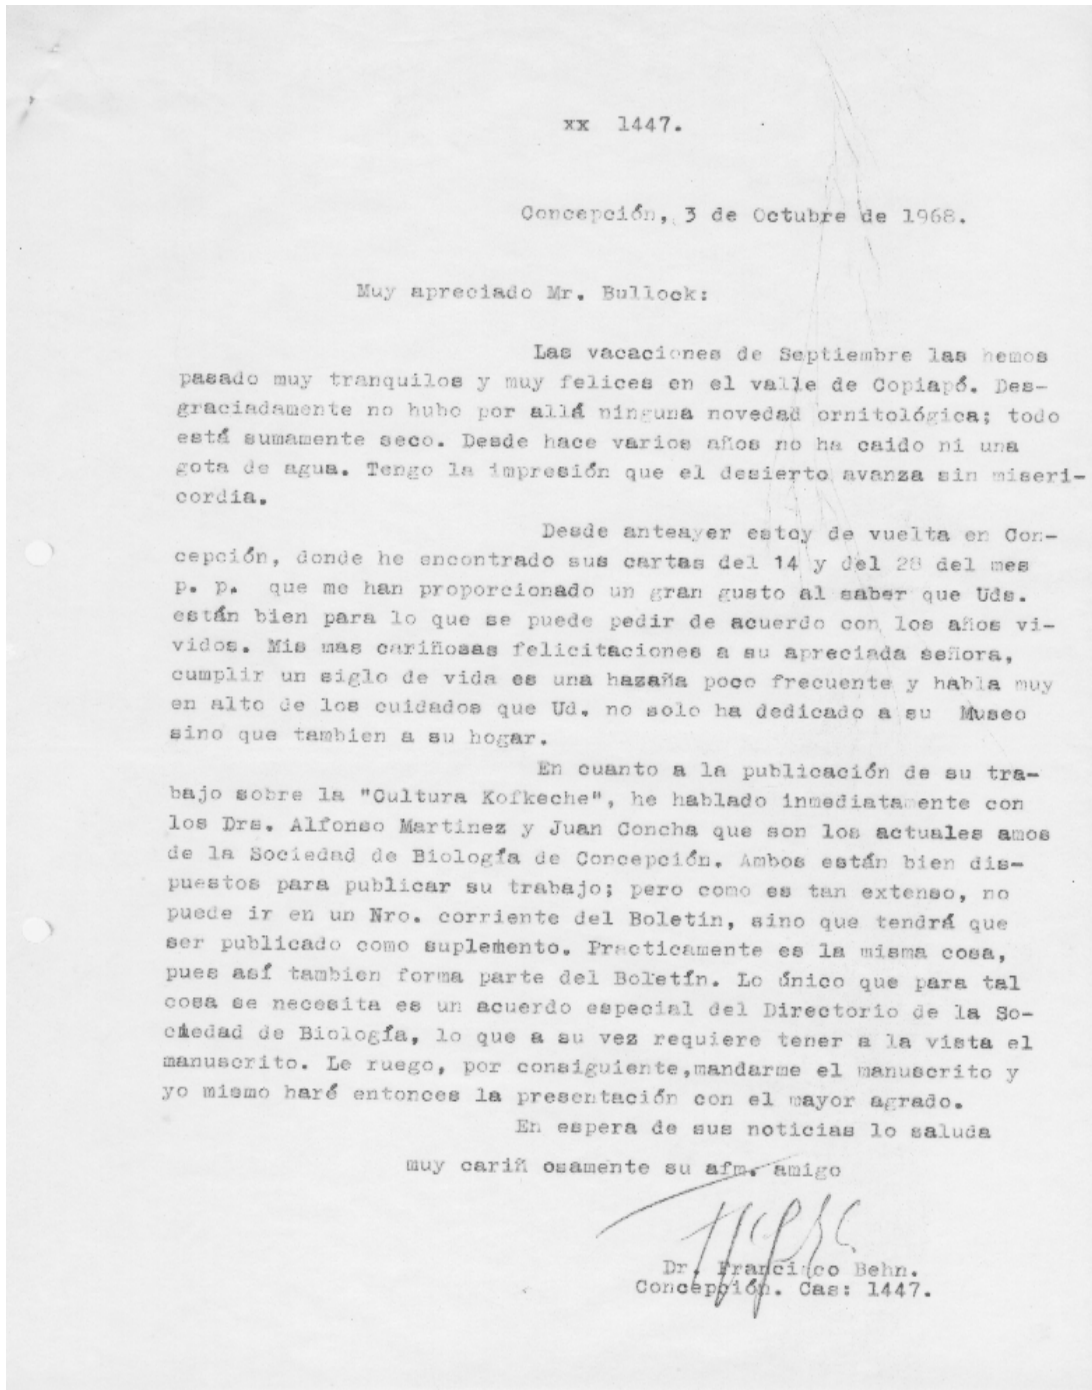 xx 1447.
Concepción, 3 de Octubre de 1968.
Muy apreciado Mr. Bullock:
Las vacaciones de Septiembre las hemos
pasado muy tranquilos y muy felices en el valle de Copiapó. Des-
graciadamente no hubo por allá ninguna novedad ornitológica; todo
está sumamente seco. Desde hace varios años no ha caido ni una
gota de agua. Tengo la impresión que el desierto avanza sin miseri-
cordia.
Desde anteayer estoy de vuelta en Con-
cepción, donde he encontrado sus cartas del 14 y del 28 del mes
p. p. que me han proporcionado un gran gusto al saber que Uds.
están bien para lo que se puede pedir de acuerdo con los años vi-
vidos. Mis mas cariñosas felicitaciones a su apreciada señora,
cumplir un siglo de vida es una hazaña poco frecuente y habla muy
en alto de los cuidados que Ud. no solo ha dedicado a su Museo
sino que tambien a su hogar.
En cuanto a la publicación de su tra-
bajo sobre la "Cultura Kofkeche", he hablado inmediatamente con
los Drs. Alfonso Martinez y Juan Concha que son los actuales amos
de la Sociedad de Biología de Concepción. Ambos están bien dis-
puestos para publicar su trabajo; pero como es tan extenso, no
puede ir en un Nro. corriente del Boletin, sino que tendrá que
ser publicado como suplemento. Practicamente es la misma cosa,
pues así tambien forma parte del Boletín. Lo único que para tal
cosa se necesita es un acuerdo especial del Directorio de la So-
ciedad de Biología, lo que a su vez requiere tener a la vista el
manuscrito. Le ruego, por consiguiente,mandarme el manuscrito y
yo mismo haré entonces la presentación con el mayor agrado.
En espera de sus noticias lo saluda
muy cariñ osamente su afm. amigo
Dr. Francisco Behn.
Concepción. Cas: 1447.